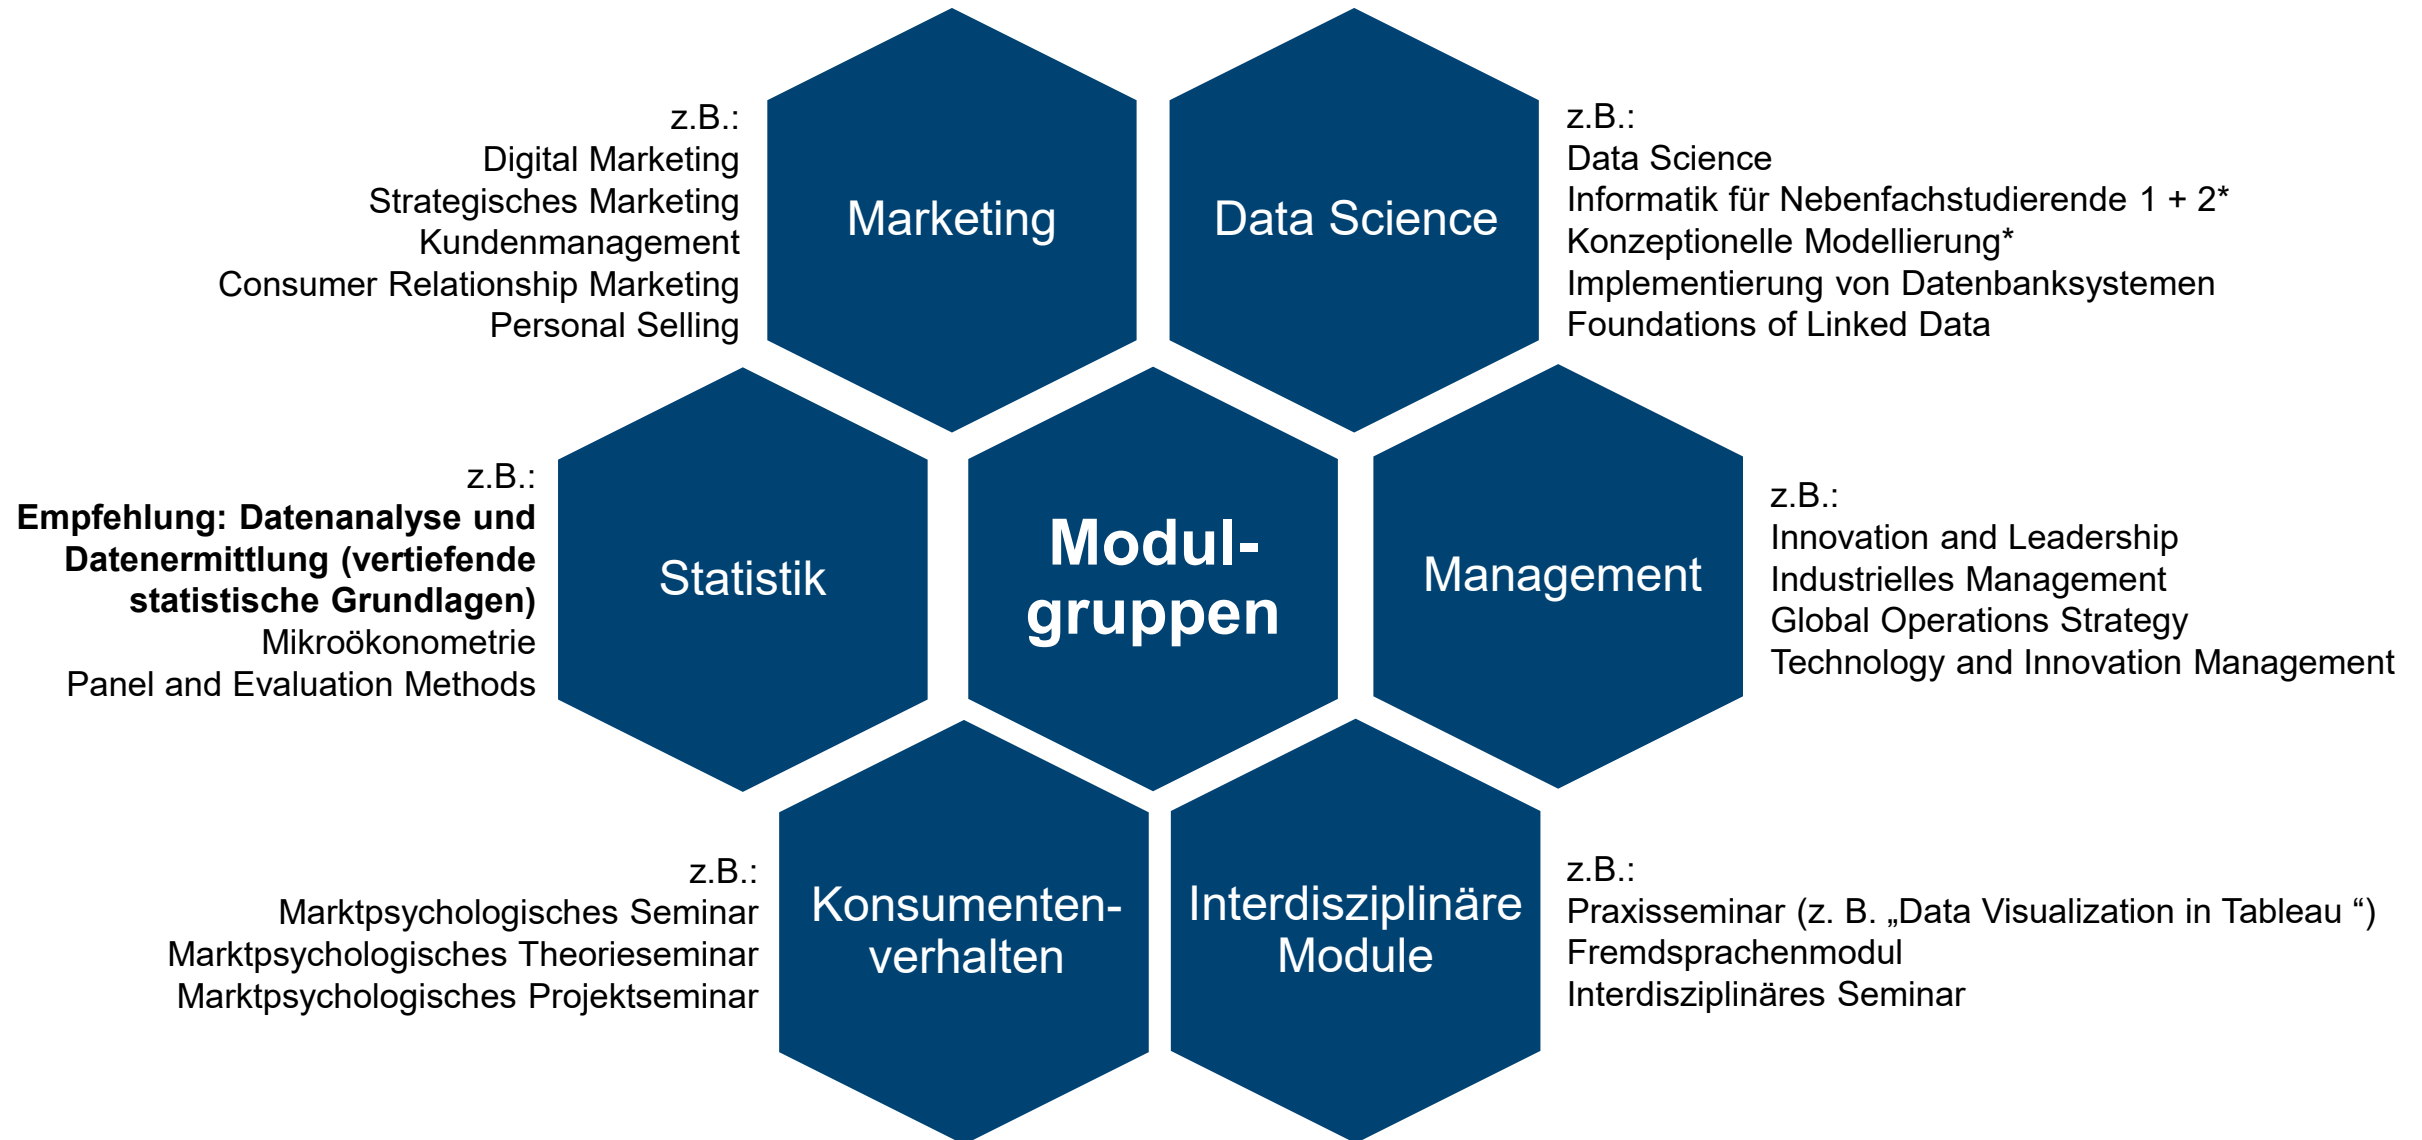 z.B.:
Digital Marketing
Strategisches Marketing
Kundenmanagement
Consumer Relationship Marketing
Personal Selling
Marketing
Data Science
z.B.:
Data Science
Informatik für Nebenfachstudierende 1 + 2*
Konzeptionelle Modellierung*
Implementierung von Datenbanksystemen
Foundations of Linked Data
z.B.:
Empfehlung: Datenanalyse und
Datenermittlung (vertiefende
statistische Grundlagen)
Mikroökonometrie
Panel and Evaluation Methods
Statistik
Modul-
gruppen
Management
z.B.:
Innovation and Leadership
Industrielles Management
Global Operations Strategy
Technology and Innovation Management
z.B.:
Marktpsychologisches Seminar
Marktpsychologisches Theorieseminar
Marktpsychologisches Projektseminar
Konsumenten-
verhalten
Interdisziplinäre
Module
z.B.:
Praxisseminar (z. B. „Data Visualization in Tableau “)
Fremdsprachenmodul
Interdisziplinäres Seminar